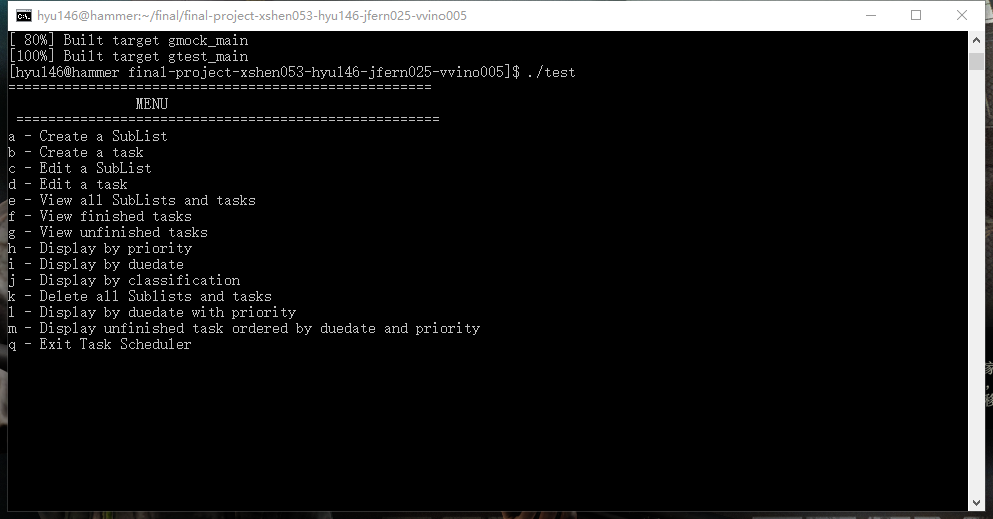 hyu146@hammer:~/final/final-project-xshen053-hyu146-jfern025-vvino005
[ 80%] Built target gmock_main
[100%] Built target gtest_main
[hyu146@hammer final-project-xshen053-hyu146-jfern025-vvino005]$ ./test
=====================================================
MENU
=====================================================
a - Create a SubList
b - Create a task
c - Edit a SubList
d - Edit a task
e - View all SubLists and tasks
f - View finished tasks
g - View unfinished tasks
h - Display by priority
i - Display by duedate
j - Display by classification
k - Delete all Sublists and tasks
l - Display by duedate with priority
m - Display unfinished task ordered by duedate and priority
q - Exit Task Scheduler